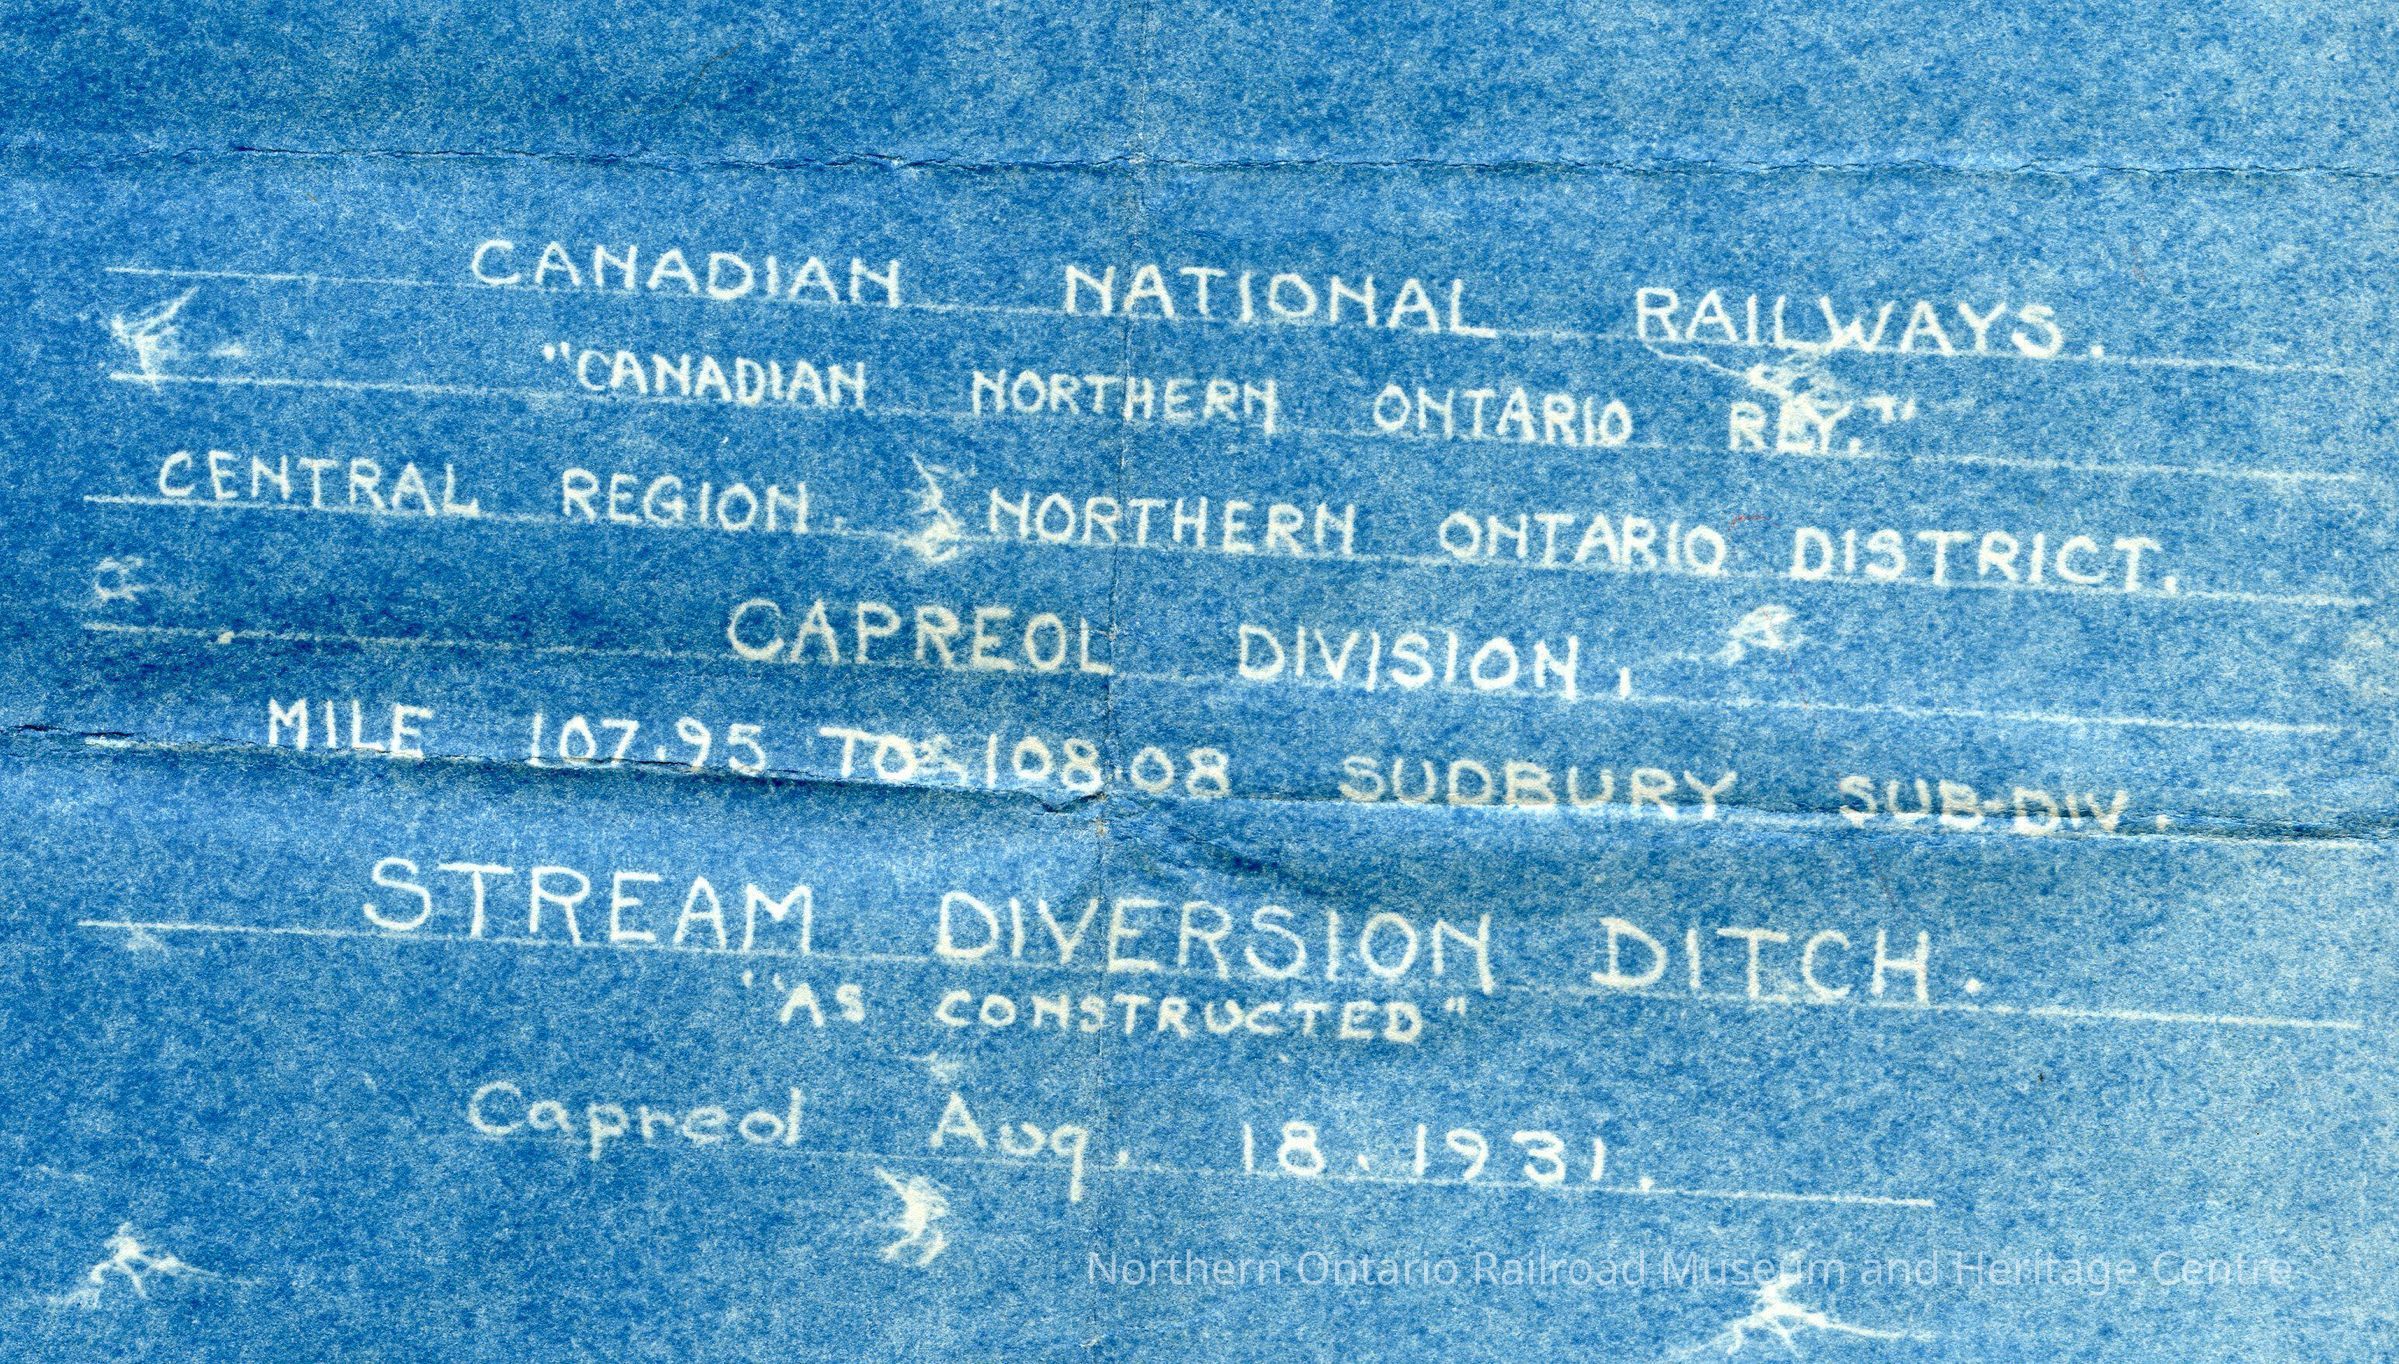 CANADIAN NATIONAL RAILWAYS.
"CANADIAN NORTHERN ONTARIO RLY."
CENTRAL REGION. NORTHERN ONTARIO DISTRICT.
CAPREOL DIVISION.
MILE 107.95 TO 108.08 SUDBURY SUB-DIV.
STREAM DIVERSION DITCH.
"AS CONSTRUCTED"
Capreol Aug. 18. 1931.
Northern Ontario Railroad Museum and Heritage Centre